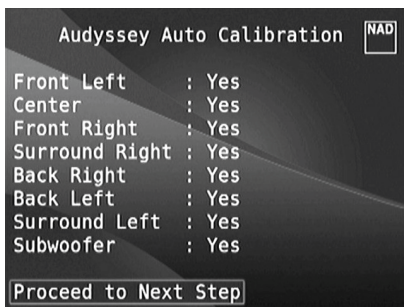 Audyssey Auto Calibration
NAD
Front Left : Yes
Center : Yes
Front Right : Yes
Surround Right : Yes
Back Right : Yes
Back Left : Yes
Surround Left : Yes
Subwoofer : Yes
Proceed to Next Step